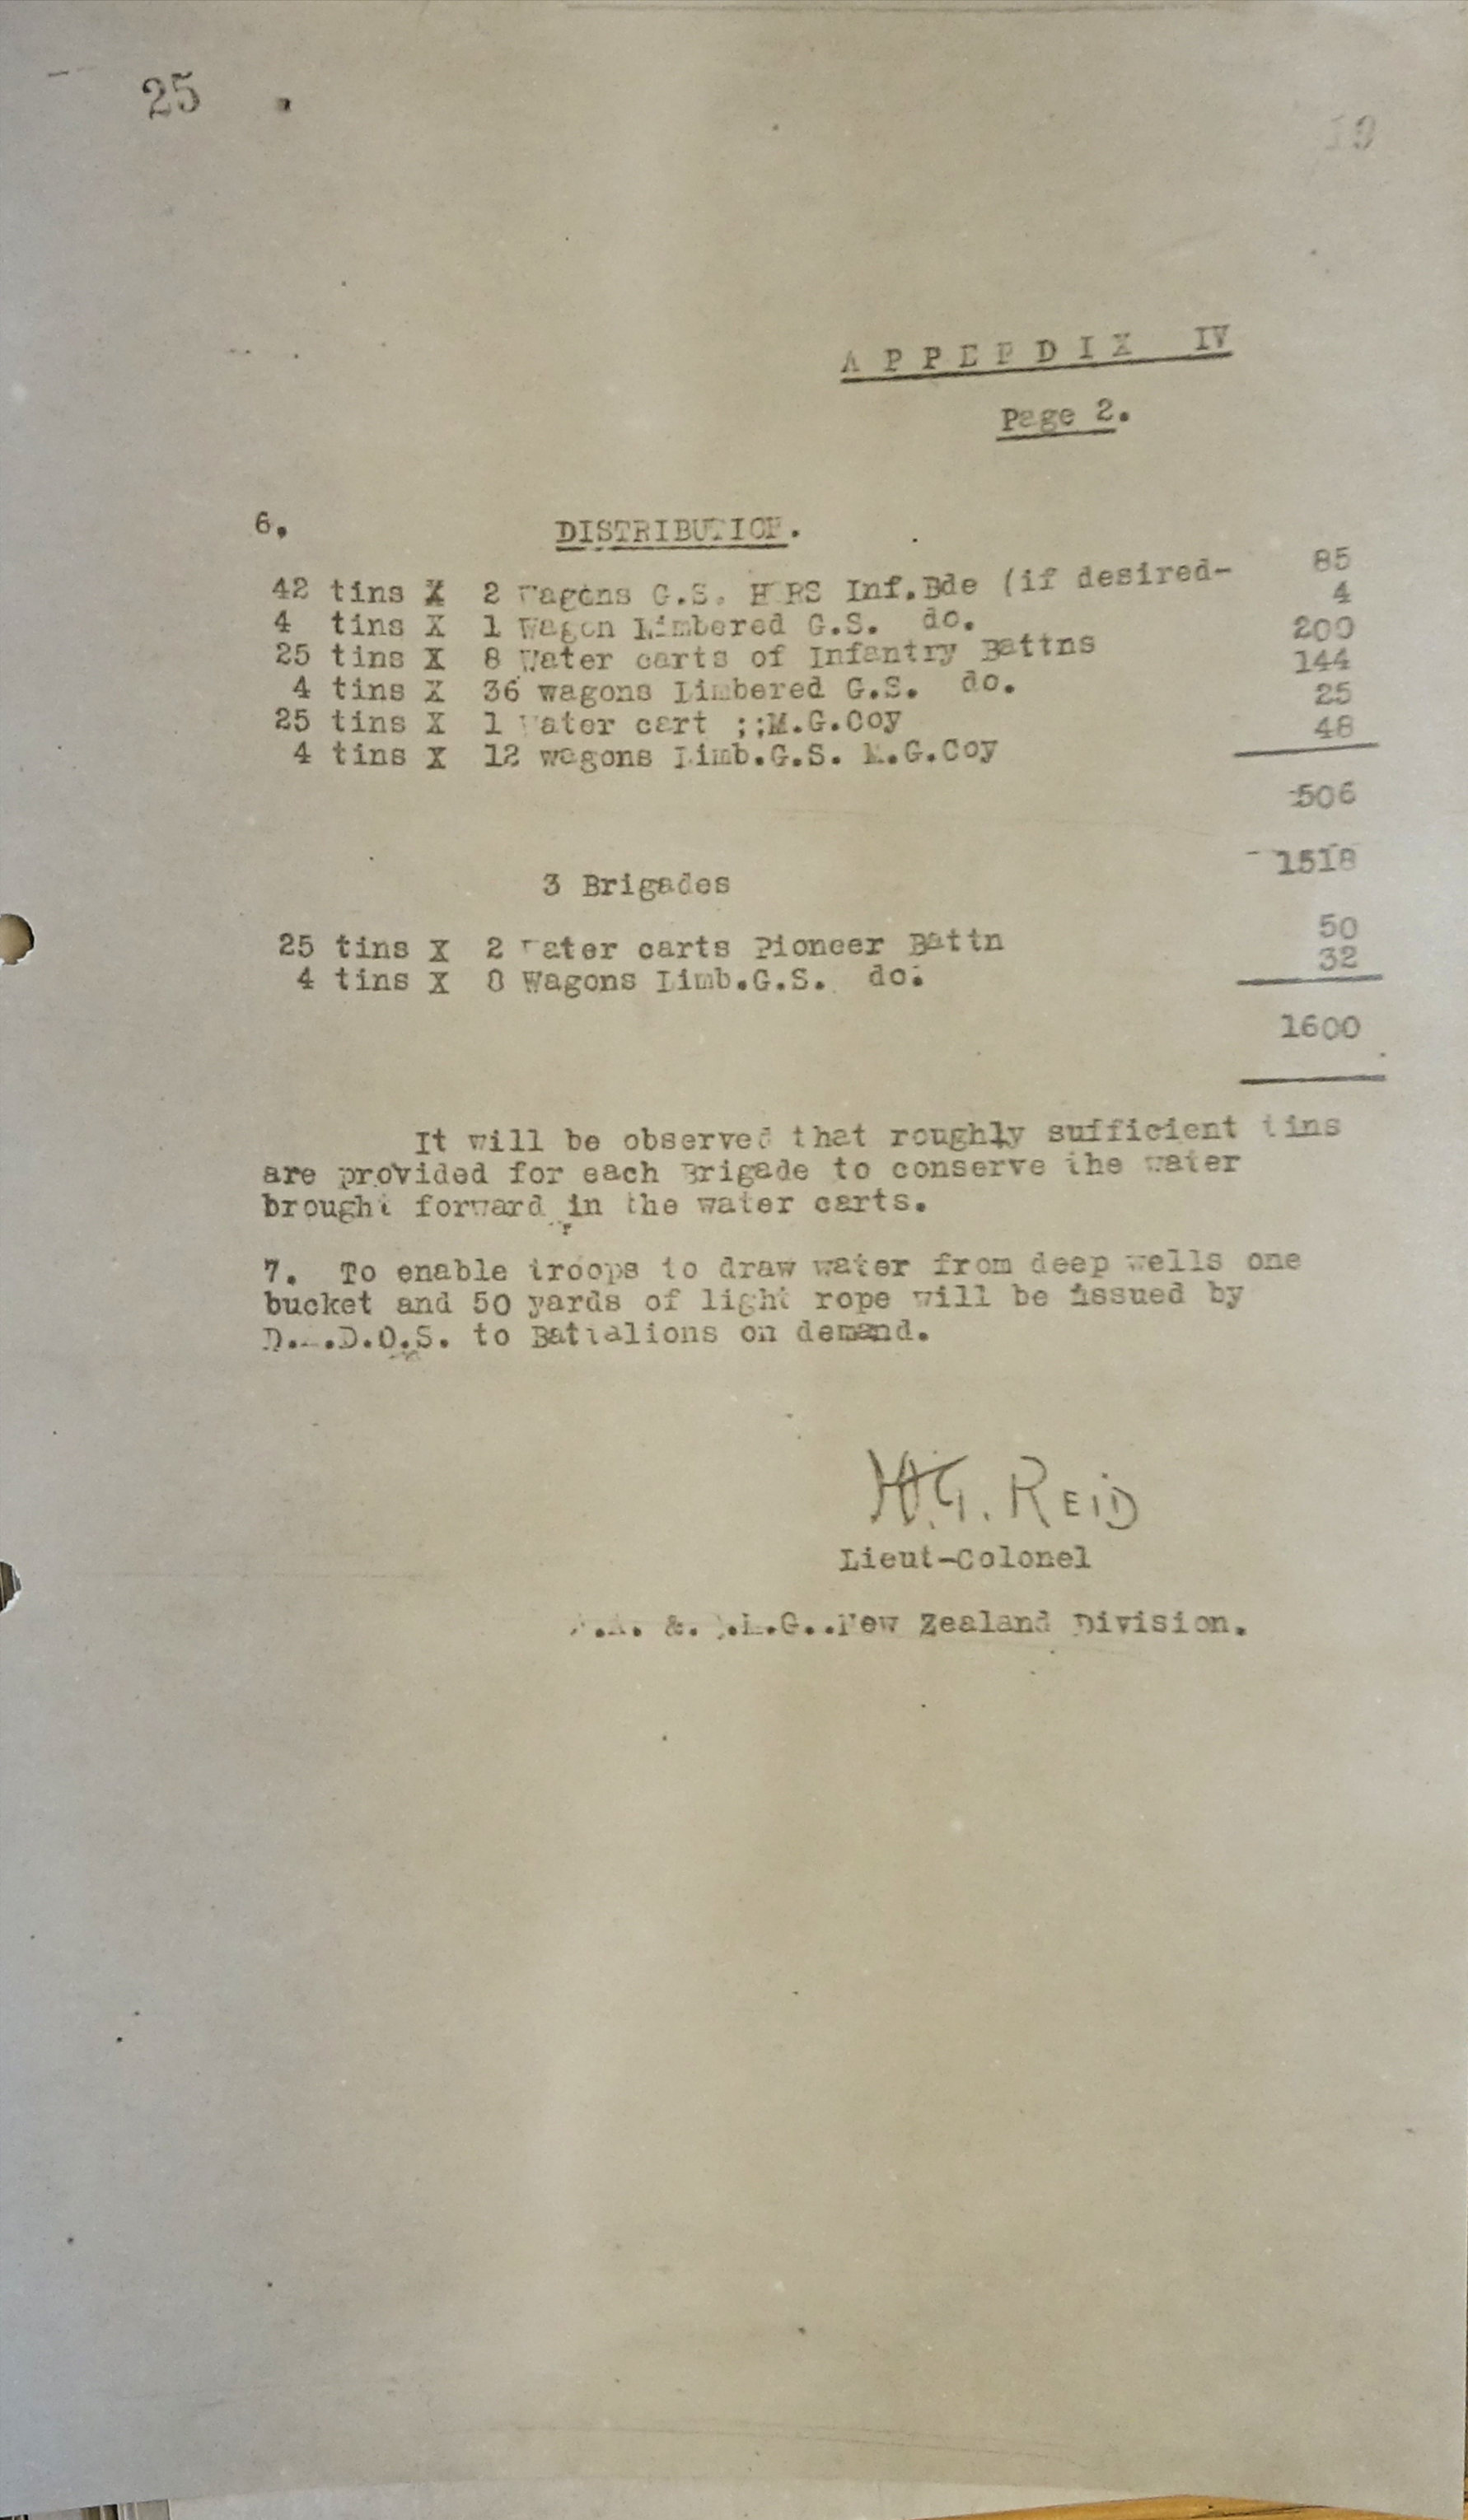 25
19
A P P E P D I X IV
Page 2.
6. DISTRIBUTION.
42 tins X 2 Wagons G.S. H RS Inf.Bde (if desired- 85
4 tins X 1 Wagon Limbered G.S. do. 4
25 tins X 8 Water carts of Infantry Battns 200
4 tins X 36 wagons Limbered G.S. do. 144
25 tins X 1 Water cart ;;M.G.Coy 25
4 tins X 12 wagons Limb.G.S. M.G.Coy 48
506
1518
3 Brigades
25 tins X 2 Water carts Pioneer Battn 50
4 tins X 8 Wagons Limb.G.S. do. 32
1600
It will be observed that roughly sufficient tins
are provided for each Brigade to conserve the water
brought forward in the water carts.
7. To enable troops to draw water from deep wells one
bucket and 50 yards of light rope will be issued by
D.A.D.O.S. to Battalions on demand.
H.G. REID
Lieut-Colonel
A.A. & Q.M.G..New Zealand Division.